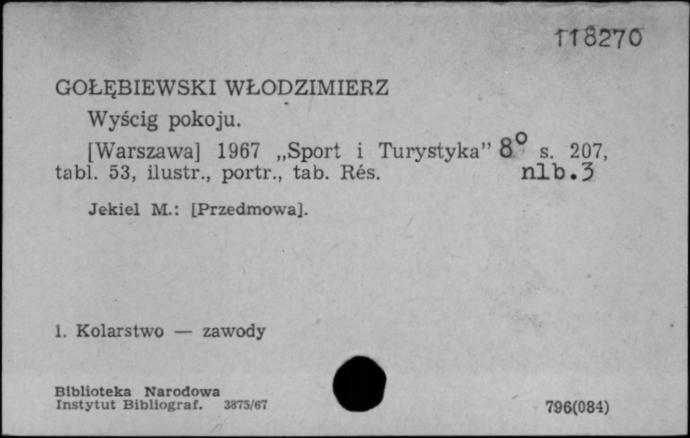 118270
GOŁĘBIEWSKI WŁODZIMIERZ
Wyścig pokoju.
[Warszawa] 1967 „Sport i Turystyka” 8° s. 207,
tabl. 53, ilustr., portr., tab. Rés. nlb.3
Jekiel M.: [Przedmowa].
1. Kolarstwo — zawody
Biblioteka Narodowa
Instytut Bibliograf. 3875/67
796(084)